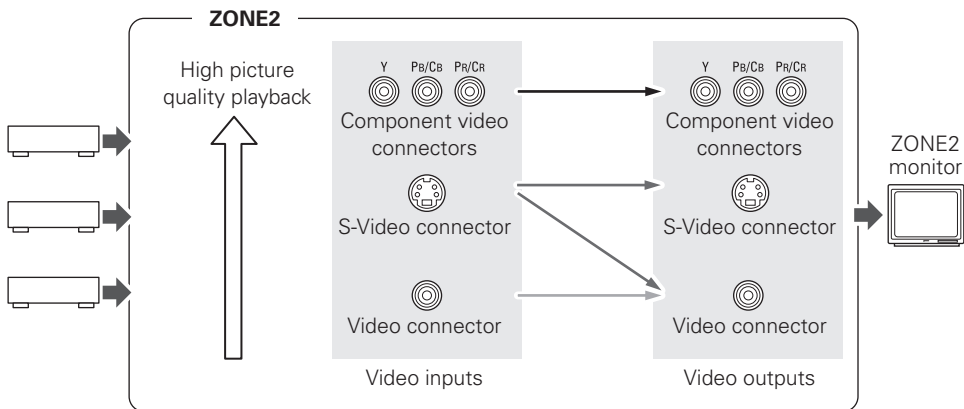 ZONE2
High picture
quality playback
Y PB/CB PR/CR
Component video
connectors
S-Video connector
Video connector
Video inputs
Y PB/CB PR/CR
Component video
connectors
S-Video connector
Video connector
Video outputs
ZONE2
monitor